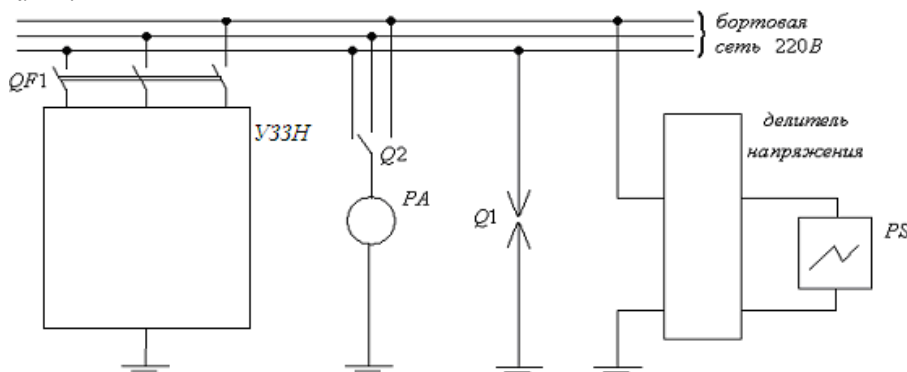 бортовая
сеть 220В
QF1
УЗЗН
Q2
PA
Q1
делитель
напряжения
PS